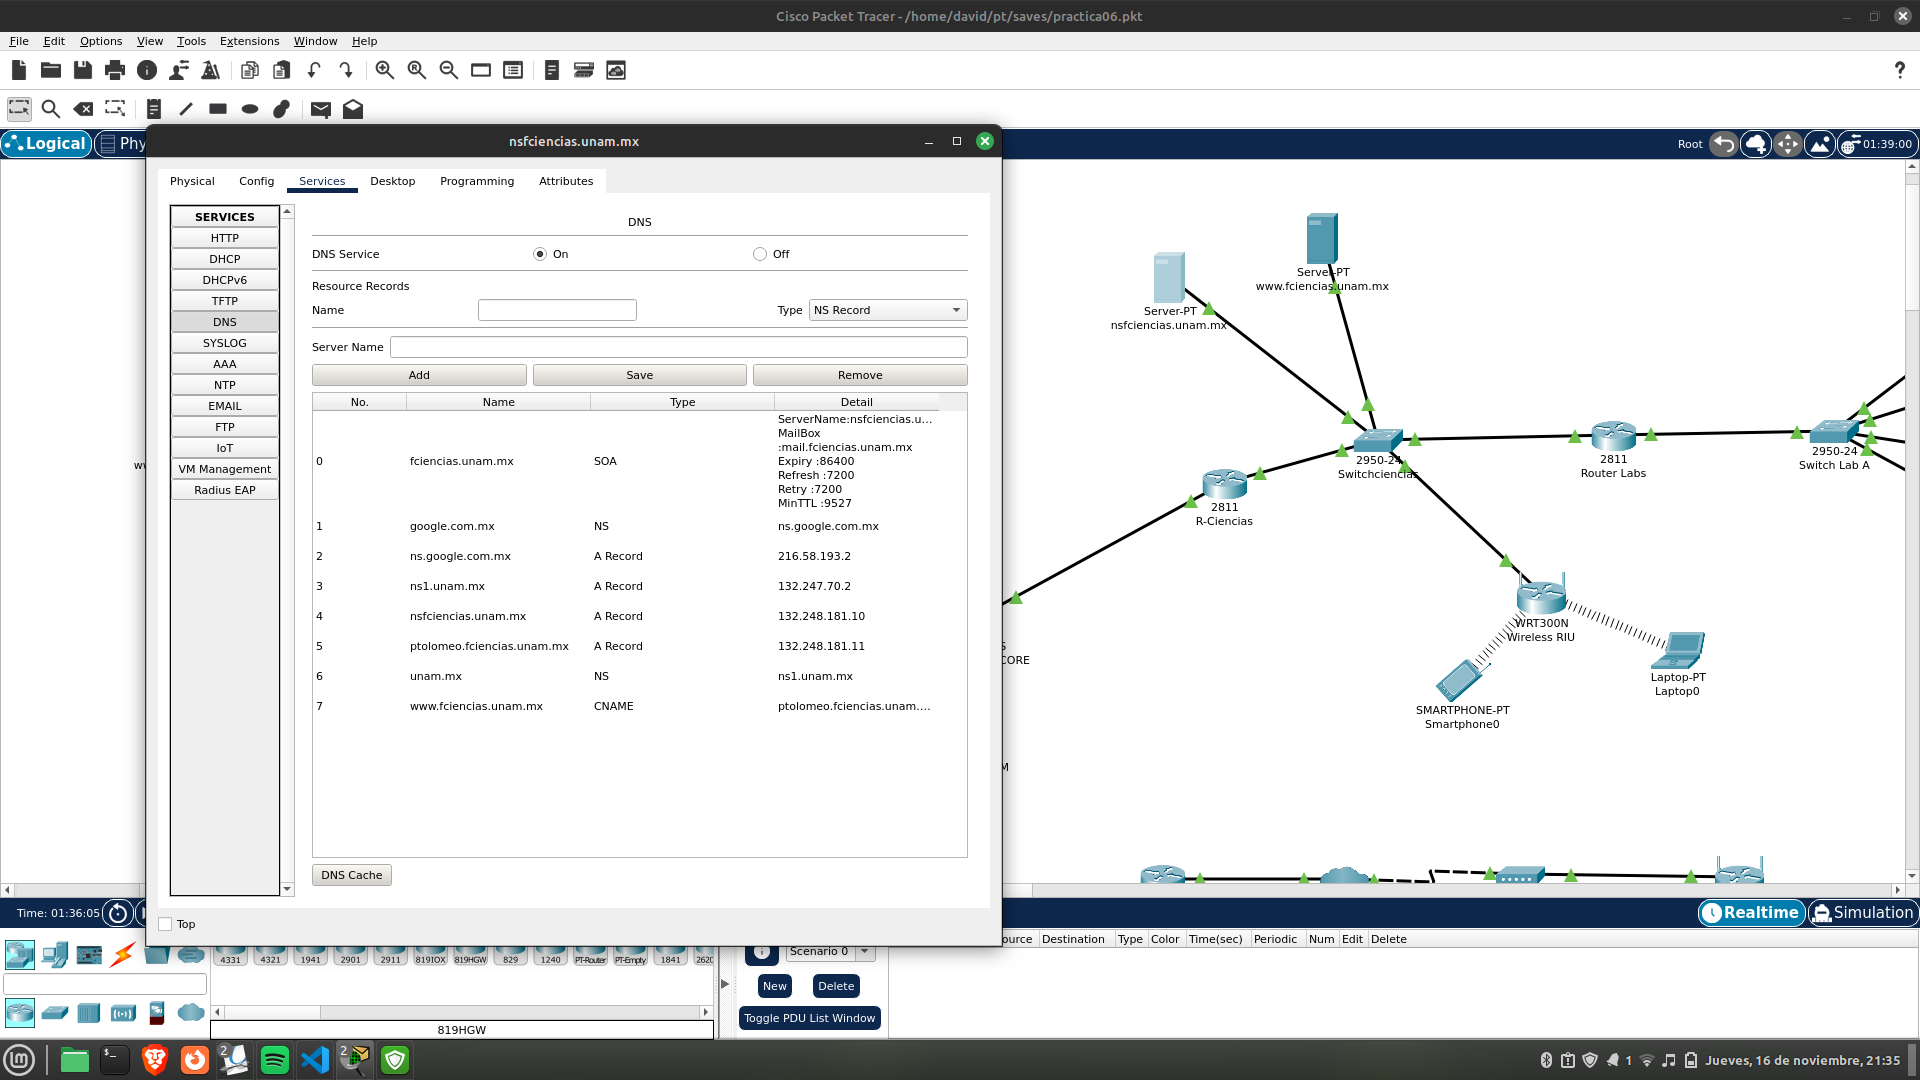 Cisco Packet Tracer - /home/david/pt/saves/practica06.pkt
File Edit Options View Tools Extensions Window Help
?
Logical Phy
Root 01:39:00
nsfciencias.unam.mx
Physical Config Services Desktop Programming Attributes
SERVICES
HTTP
DHCP
DHCPv6
TFTP
DNS
SYSLOG
AAA
NTP
EMAIL
FTP
IoT
VM Management
Radius EAP
DNS
DNS Service On Off
Resource Records
Name Type NS Record
Server Name
Add Save Remove
No. Name Type Detail
0 fciencias.unam.mx SOA
ServerName:nsfciencias.u...
MailBox
:mail.fciencias.unam.mx
Expiry :86400
Refresh :7200
Retry :7200
MinTTL :9527
1 google.com.mx NS ns.google.com.mx
2 ns.google.com.mx A Record 216.58.193.2
3 ns1.unam.mx A Record 132.247.70.2
4 nsfciencias.unam.mx A Record 132.248.181.10
5 ptolomeo.fciencias.unam.mx A Record 132.248.181.11
6 unam.mx NS ns1.unam.mx
7 www.fciencias.unam.mx CNAME ptolomeo.fciencias.unam....
DNS Cache
Top
Server-PT
www.fciencias.unam.mx
Server-PT
nsfciencias.unam.mx
2950-24
Switchciencias
2811
Router Labs
2950-24
Switch Lab A
2811
R-Ciencias
WRT300N
Wireless RIU
Laptop-PT
Laptop0
SMARTPHONE-PT
Smartphone0
CORE
Time: 01:36:05
Realtime Simulation
4331 4321 1941 2901 2911 819IOX 819HGW 829 1240 PT-Router PT-Empty 1841 2620
819HGW
Scenario 0
New Delete
Toggle PDU List Window
ource Destination Type Color Time(sec) Periodic Num Edit Delete
2 2
1 Jueves, 16 de noviembre, 21:35